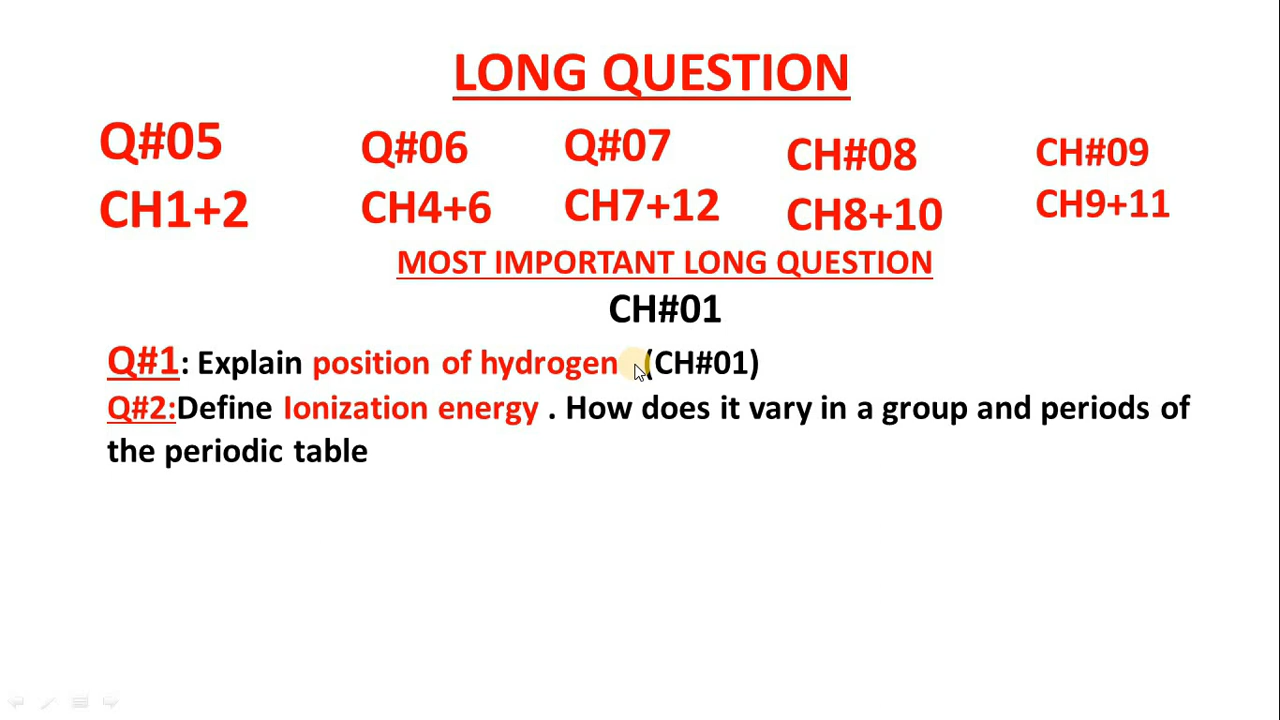 LONG QUESTION
Q#05 Q#06 Q#07 CH#08 CH#09
CH1+2 CH4+6 CH7+12 CH8+10 CH9+11
MOST IMPORTANT LONG QUESTION
CH#01
Q#1: Explain position of hydrogen (CH#01)
Q#2:Define Ionization energy . How does it vary in a group and periods of
the periodic table